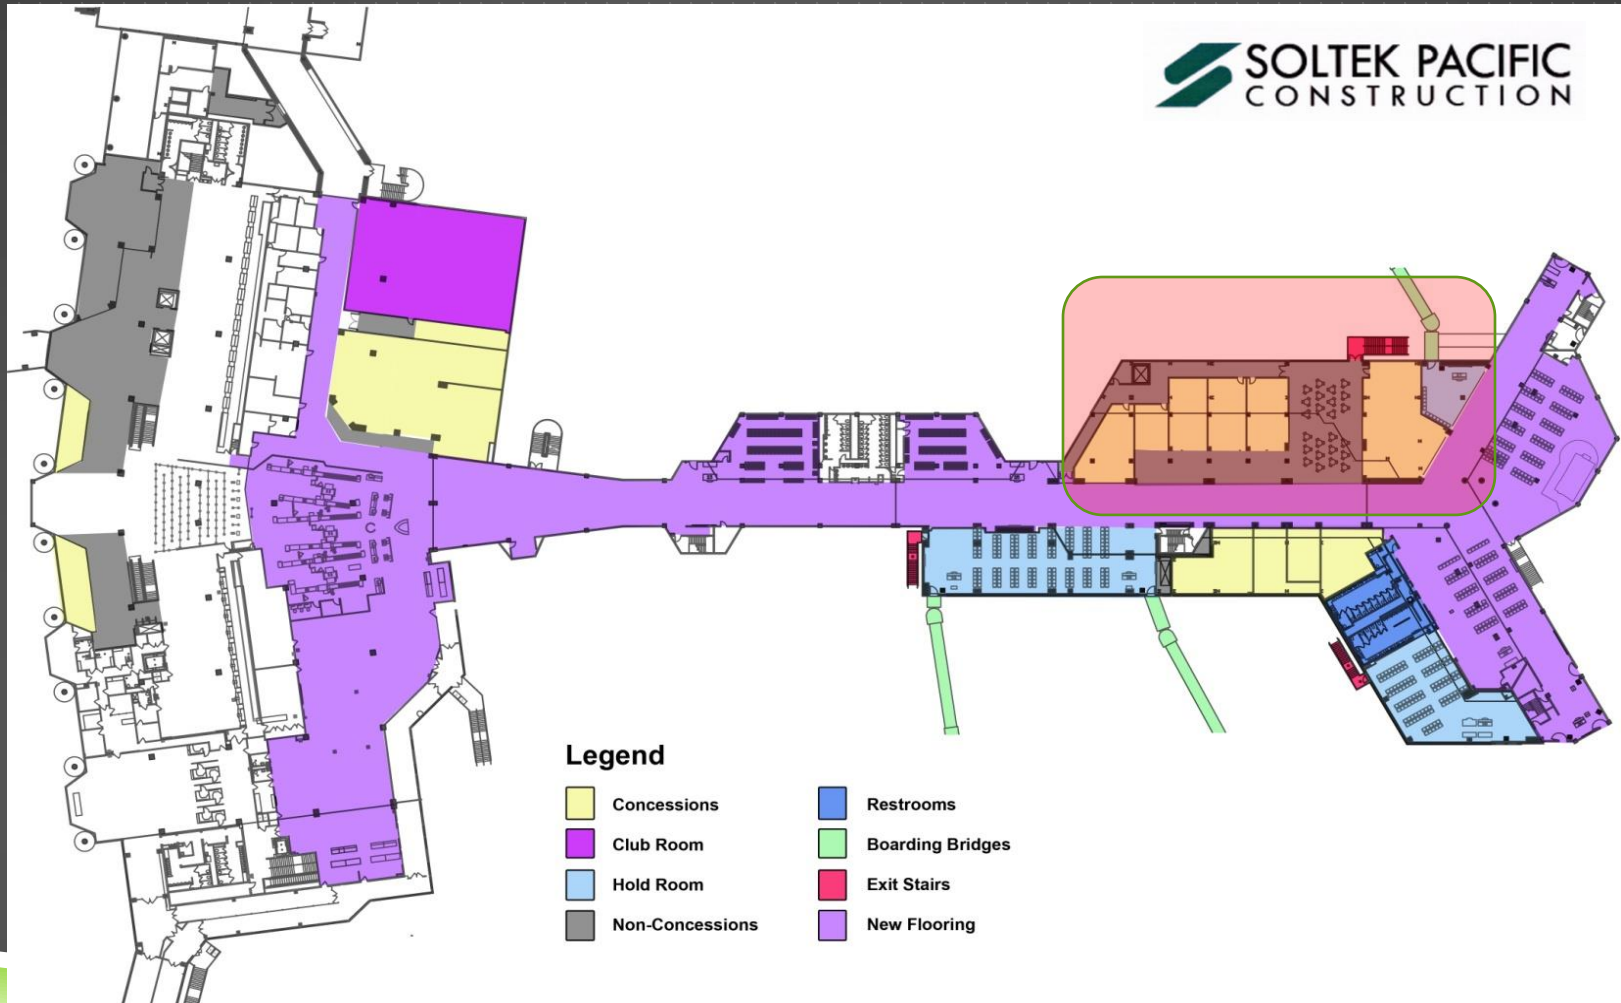 SOLTEK PACIFIC
CONSTRUCTION
Legend
Concessions
Club Room
Hold Room
Non-Concessions
Restrooms
Boarding Bridges
Exit Stairs
New Flooring